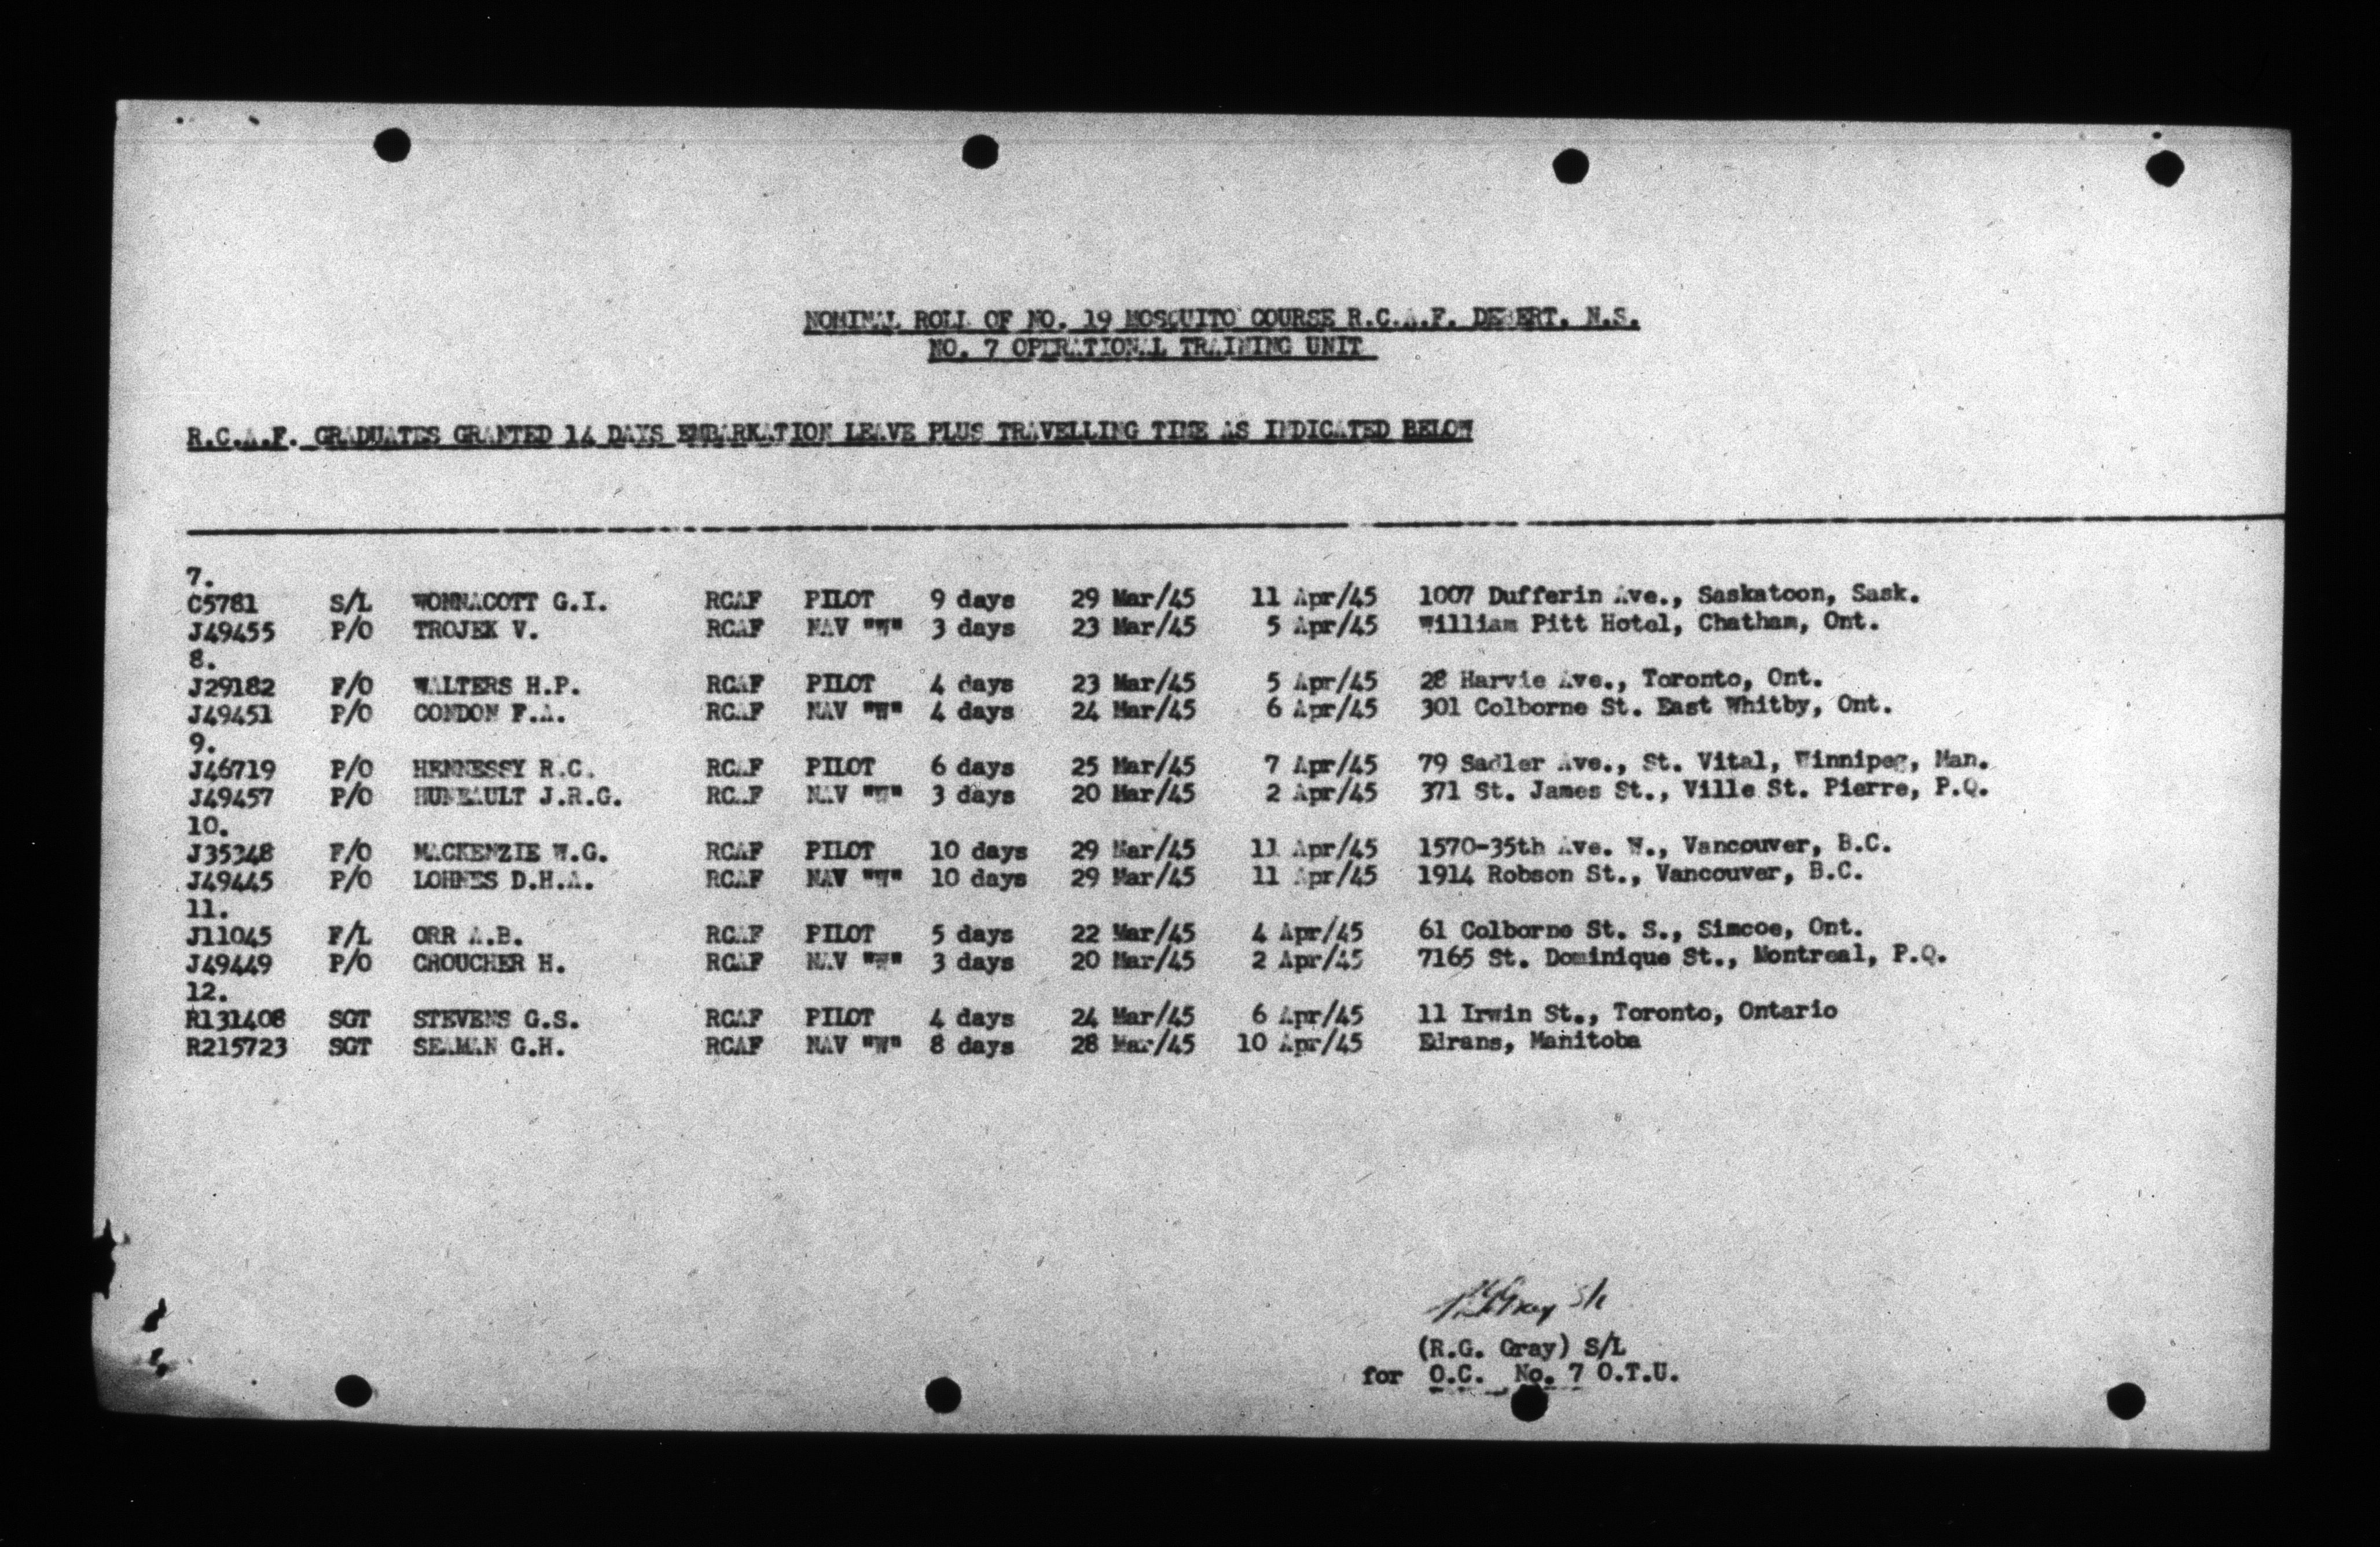 NOMINAL ROLL OF NO. 19 MOSQUITO COURSE R.C.A.F. DEBERT, N.S.
NO. 7 OPERATIONAL TRAINING UNIT
R.C.A.F. GRADUATES GRANTED 14 DAYS EMBARKATION LEAVE PLUS TRAVELLING TIME AS INDICATED BELOW
7.
C5781 S/L WONNACOTT G.I. RCAF PILOT 9 days 29 Mar/45 11 Apr/45 1007 Dufferin Ave., Saskatoon, Sask.
J49455 P/O TROJEK V. RCAF NAV "W" 3 days 23 Mar/45 5 Apr/45 William Pitt Hotel, Chatham, Ont.
8.
J29182 F/O WALTERS H.P. RCAF PILOT 4 days 23 Mar/45 5 Apr/45 28 Harvie Ave., Toronto, Ont.
J49451 P/O CONDON F.A. RCAF NAV "W" 4 days 24 Mar/45 6 Apr/45 301 Colborne St. East Whitby, Ont.
9.
J46719 P/O HENNESSY R.C. RCAF PILOT 6 days 25 Mar/45 7 Apr/45 79 Sadler Ave., St. Vital, Winnipeg, Man.
J49457 P/O HUNEAULT J.R.G. RCAF NAV "W" 3 days 20 Mar/45 2 Apr/45 371 St. James St., Ville St. Pierre, P.Q.
10.
J35348 F/O MACKENZIE W.G. RCAF PILOT 10 days 29 Mar/45 11 Apr/45 1570-35th Ave. W., Vancouver, B.C.
J49445 P/O LOHNES D.H.A. RCAF NAV "W" 10 days 29 Mar/45 11 Apr/45 1914 Robson St., Vancouver, B.C.
11.
J11045 F/L ORR A.B. RCAF PILOT 5 days 22 Mar/45 4 Apr/45 61 Colborne St. S., Simcoe, Ont.
J49449 P/O CROUCHER H. RCAF NAV "W" 3 days 20 Mar/45 2 Apr/45 7165 St. Dominique St., Montreal, P.Q.
12.
R131408 SGT STEVENS G.S. RCAF PILOT 4 days 24 Mar/45 6 Apr/45 11 Irwin St., Toronto, Ontario
R215723 SGT SEAMAN G.H. RCAF NAV "W" 8 days 28 Mar/45 10 Apr/45 Edrans, Manitoba
RGGray S/L
(R.G. Gray) S/L
for O.C. No. 7 O.T.U.